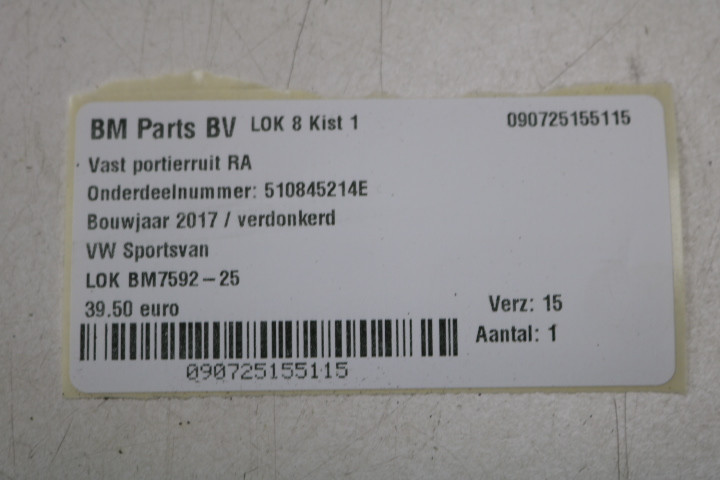 BM Parts BV LOK 8 Kist 1 090725155115
Vast portierruit RA
Onderdeelnummer: 510845214E
Bouwjaar 2017 / verdonkerd
VW Sportsvan
LOK BM7592-25
39.50 euro Verz: 15
Aantal: 1
090725155115